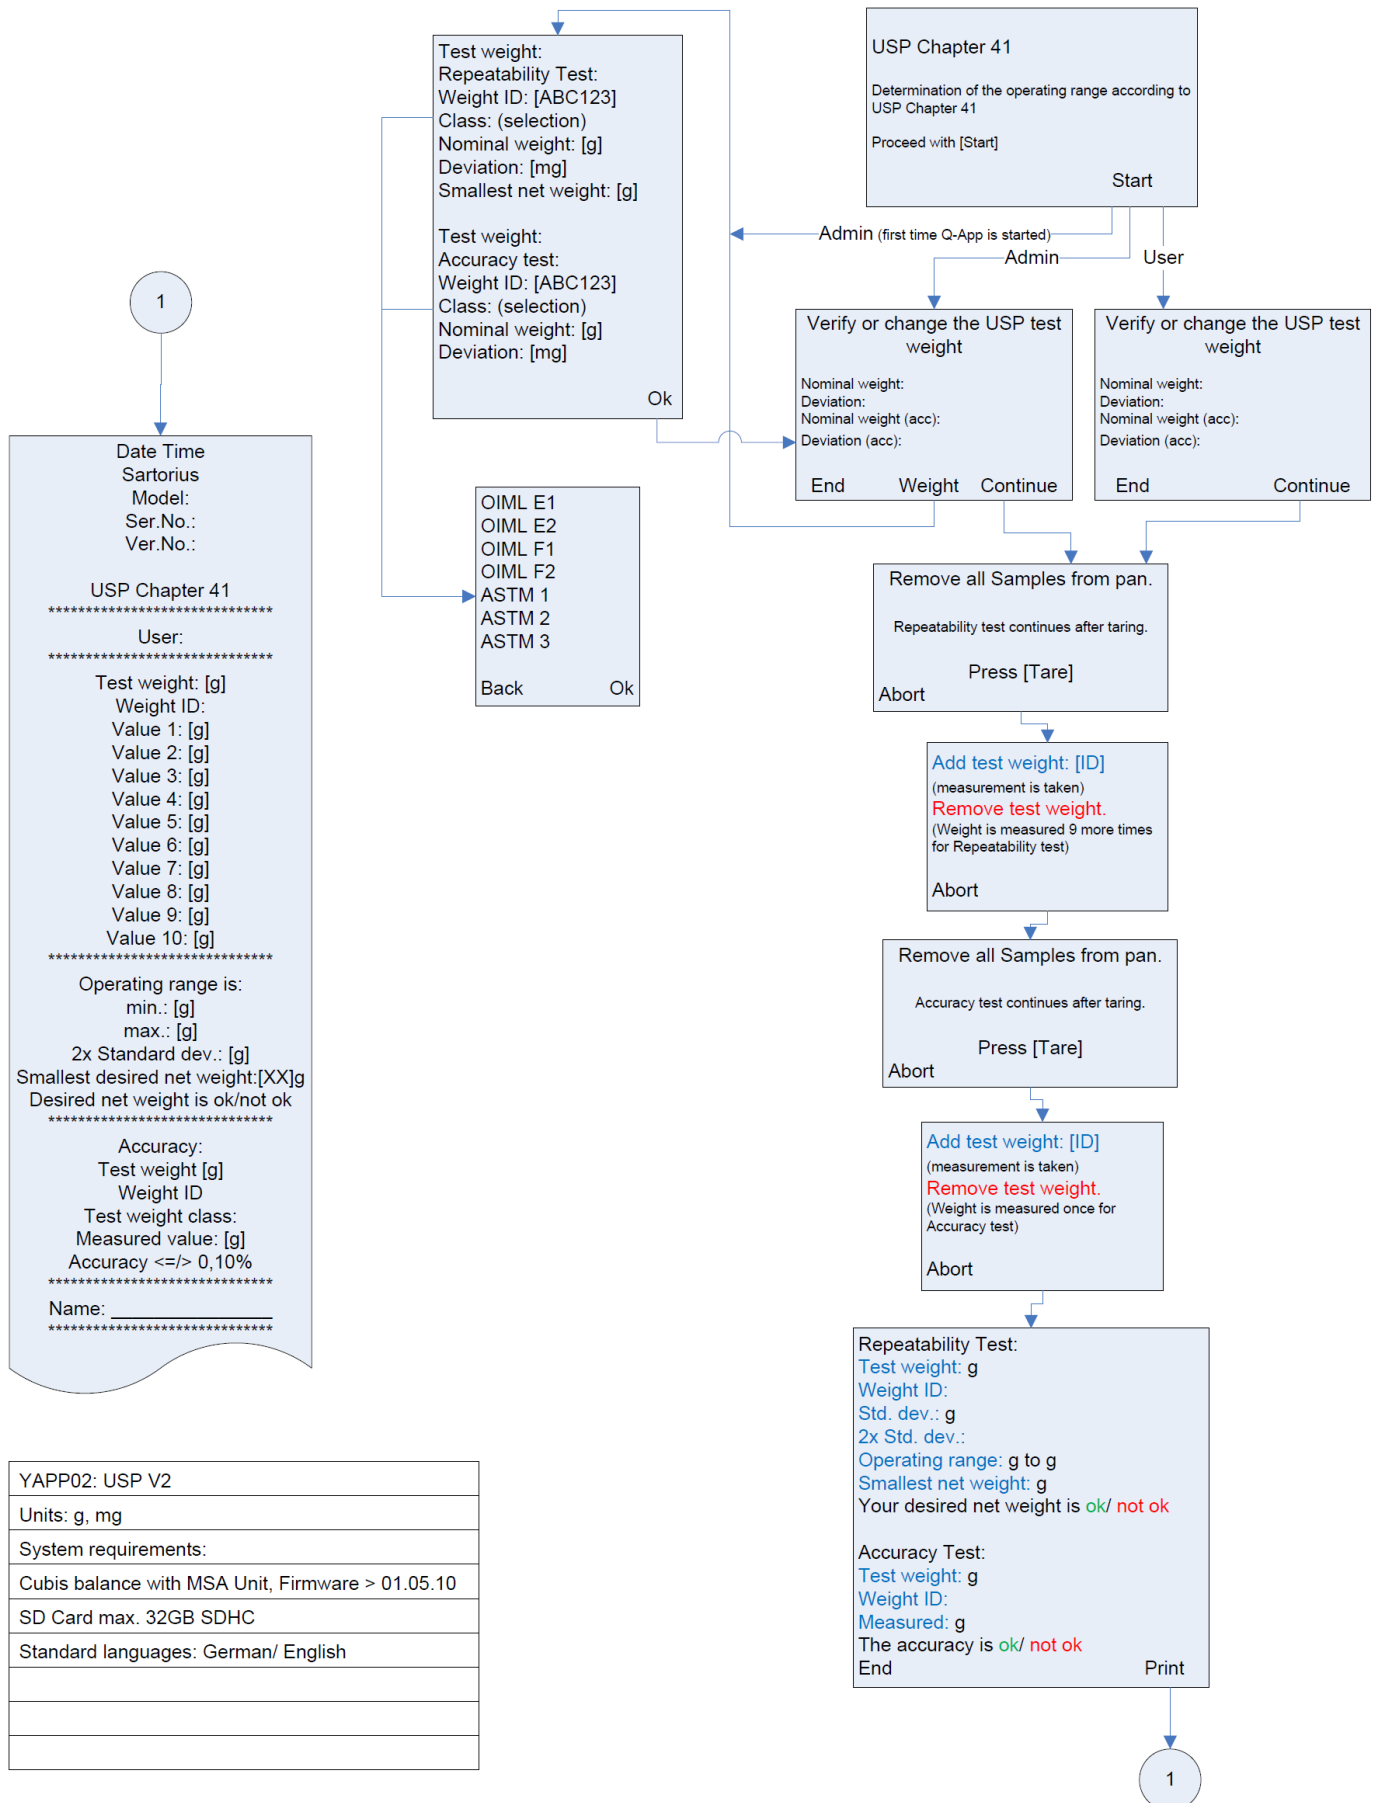 USP Chapter 41
Determination of the operating range according to
USP Chapter 41
Proceed with [Start]
Start
Admin (first time Q-App is started)
Admin
User
Test weight:
Repeatability Test:
Weight ID: [ABC123]
Class: (selection)
Nominal weight: [g]
Deviation: [mg]
Smallest net weight: [g]
Test weight:
Accuracy test:
Weight ID: [ABC123]
Class: (selection)
Nominal weight: [g]
Deviation: [mg]
Ok
OIML E1
OIML E2
OIML F1
OIML F2
ASTM 1
ASTM 2
ASTM 3
Back Ok
Verify or change the USP test
weight
Nominal weight:
Deviation:
Nominal weight (acc):
Deviation (acc):
End Weight Continue
Verify or change the USP test
weight
Nominal weight:
Deviation:
Nominal weight (acc):
Deviation (acc):
End Continue
Remove all Samples from pan.
Repeatability test continues after taring.
Press [Tare]
Abort
Add test weight: [ID]
(measurement is taken)
Remove test weight.
(Weight is measured 9 more times
for Repeatability test)
Abort
Remove all Samples from pan.
Accuracy test continues after taring.
Press [Tare]
Abort
Add test weight: [ID]
(measurement is taken)
Remove test weight.
(Weight is measured once for
Accuracy test)
Abort
Repeatability Test:
Test weight: g
Weight ID:
Std. dev.: g
2x Std. dev.:
Operating range: g to g
Smallest net weight: g
Your desired net weight is ok/ not ok
Accuracy Test:
Test weight: g
Weight ID:
Measured: g
The accuracy is ok/ not ok
End Print
1
1
Date Time
Sartorius
Model:
Ser.No.:
Ver.No.:
USP Chapter 41
******************************
User:
******************************
Test weight: [g]
Weight ID:
Value 1: [g]
Value 2: [g]
Value 3: [g]
Value 4: [g]
Value 5: [g]
Value 6: [g]
Value 7: [g]
Value 8: [g]
Value 9: [g]
Value 10: [g]
******************************
Operating range is:
min.: [g]
max.: [g]
2x Standard dev.: [g]
Smallest desired net weight:[XX]g
Desired net weight is ok/not ok
******************************
Accuracy:
Test weight [g]
Weight ID
Test weight class:
Measured value: [g]
Accuracy <=/> 0,10%
******************************
Name: _______________
******************************
YAPP02: USP V2
Units: g, mg
System requirements:
Cubis balance with MSA Unit, Firmware > 01.05.10
SD Card max. 32GB SDHC
Standard languages: German/ English